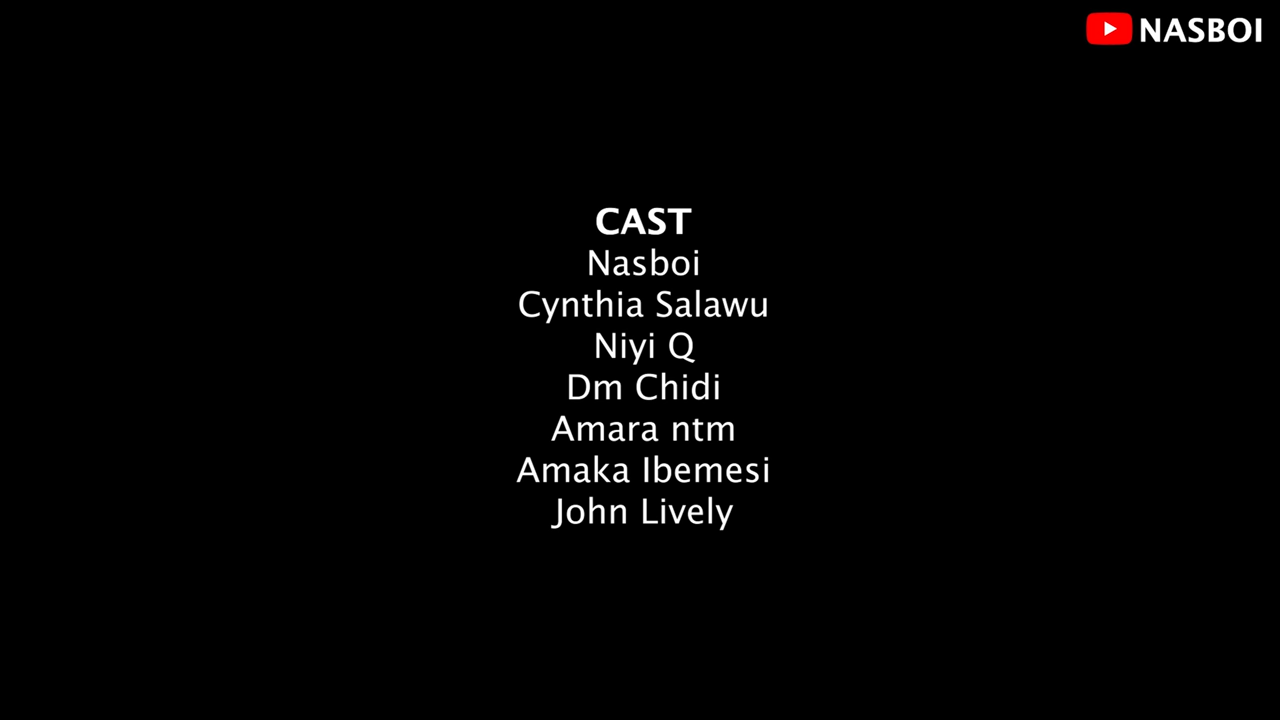 NASBOI
CAST
Nasboi
Cynthia Salawu
Niyi Q
Dm Chidi
Amara ntm
Amaka Ibemesi
John Lively